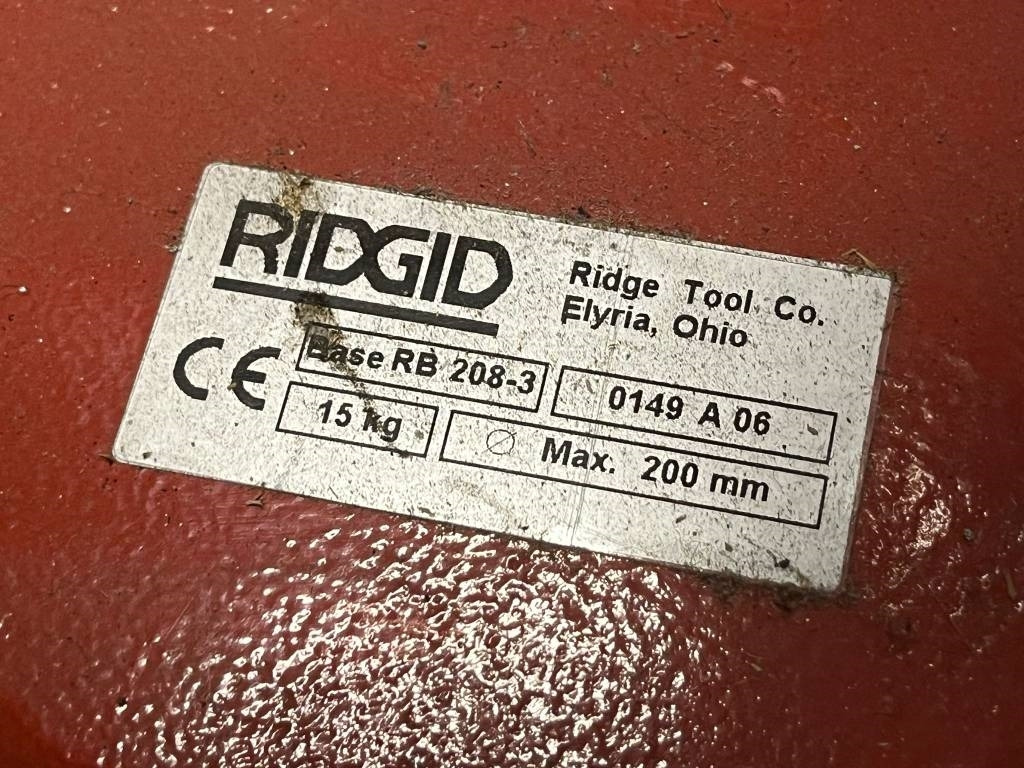 RIDGID
Ridge Tool Co.
Elyria, Ohio
CE
Base RB 208-3
0149 A 06
15 kg
∅ Max. 200 mm